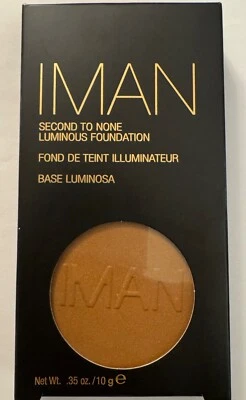 IMAN
SECOND TO NONE
LUMINOUS FOUNDATION
FOND DE TEINT ILLUMINATEUR
BASE LUMINOSA
IMAN
Net Wt. .35 oz./10 g e